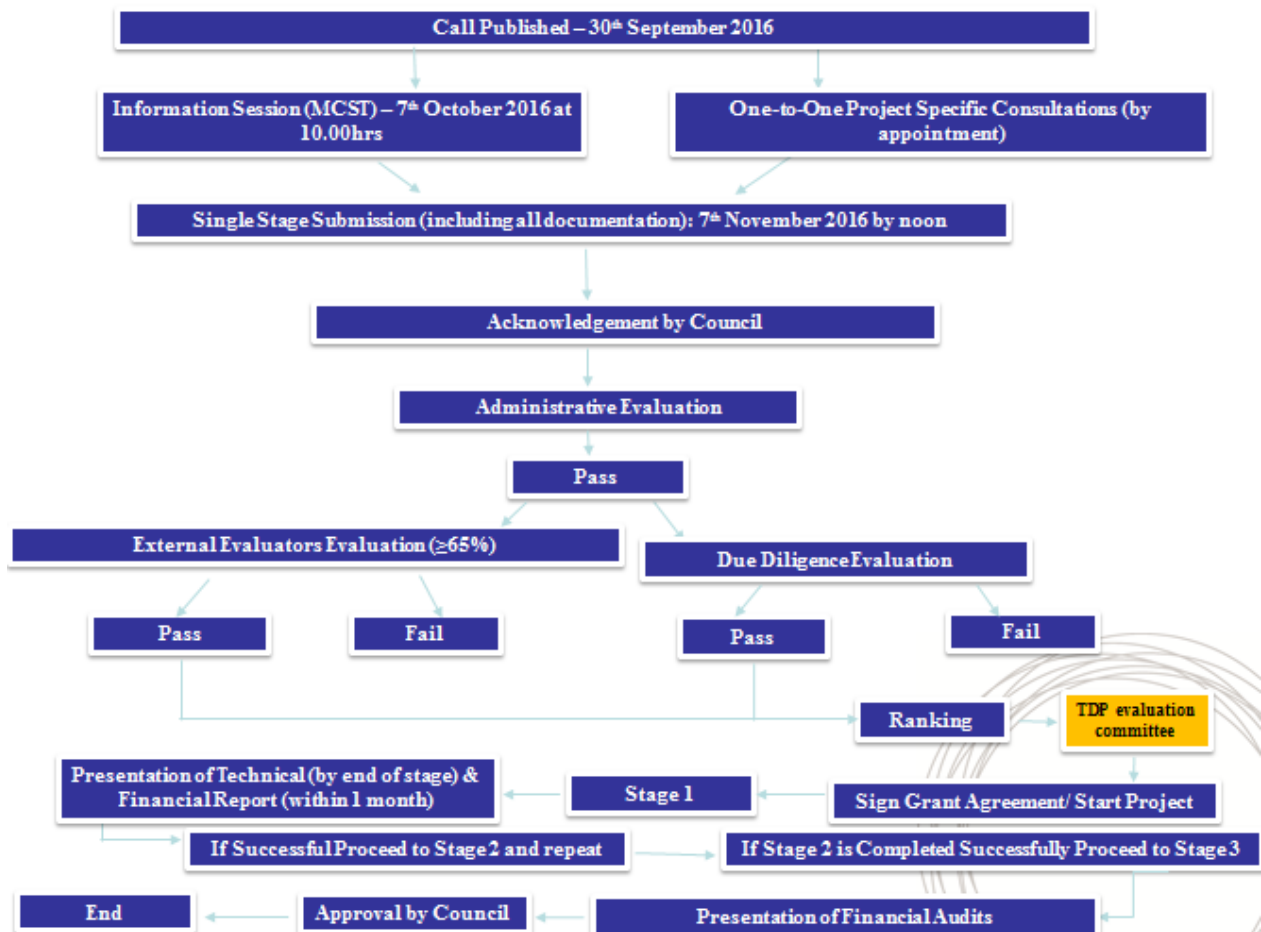 Call Published – 30th September 2016
Information Session (MCST) – 7th October 2016 at
10.00hrs
One-to-One Project Specific Consultations (by
appointment)
Single Stage Submission (including all documentation): 7th November 2016 by noon
Acknowledgement by Council
Administrative Evaluation
Pass
External Evaluators Evaluation (≥65%)
Due Diligence Evaluation
Pass
Fail
Pass
Fail
Ranking
TDP evaluation
committee
Presentation of Technical (by end of stage) &
Financial Report (within 1 month)
Stage 1
Sign Grant Agreement/ Start Project
If Successful Proceed to Stage 2 and repeat
If Stage 2 is Completed Successfully Proceed to Stage 3
End
Approval by Council
Presentation of Financial Audits